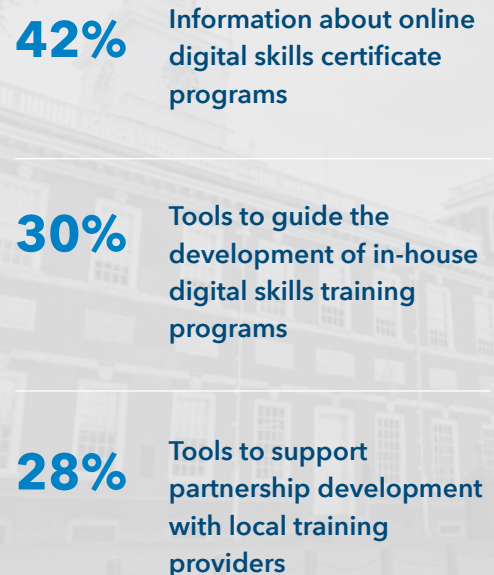 42%
Information about online
digital skills certificate
programs
30%
Tools to guide the
development of in-house
digital skills training
programs
28%
Tools to support
partnership development
with local training
providers